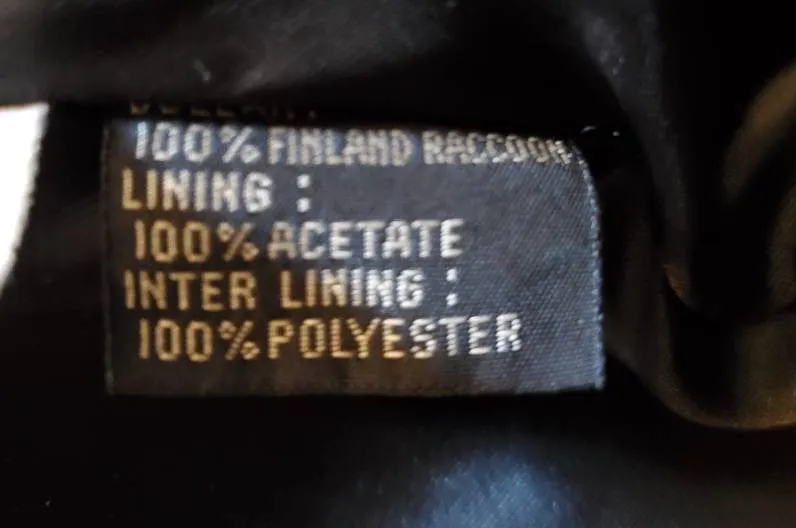 100% FINLAND RACCOON
LINING :
100% ACETATE
INTER LINING :
100% POLYESTER